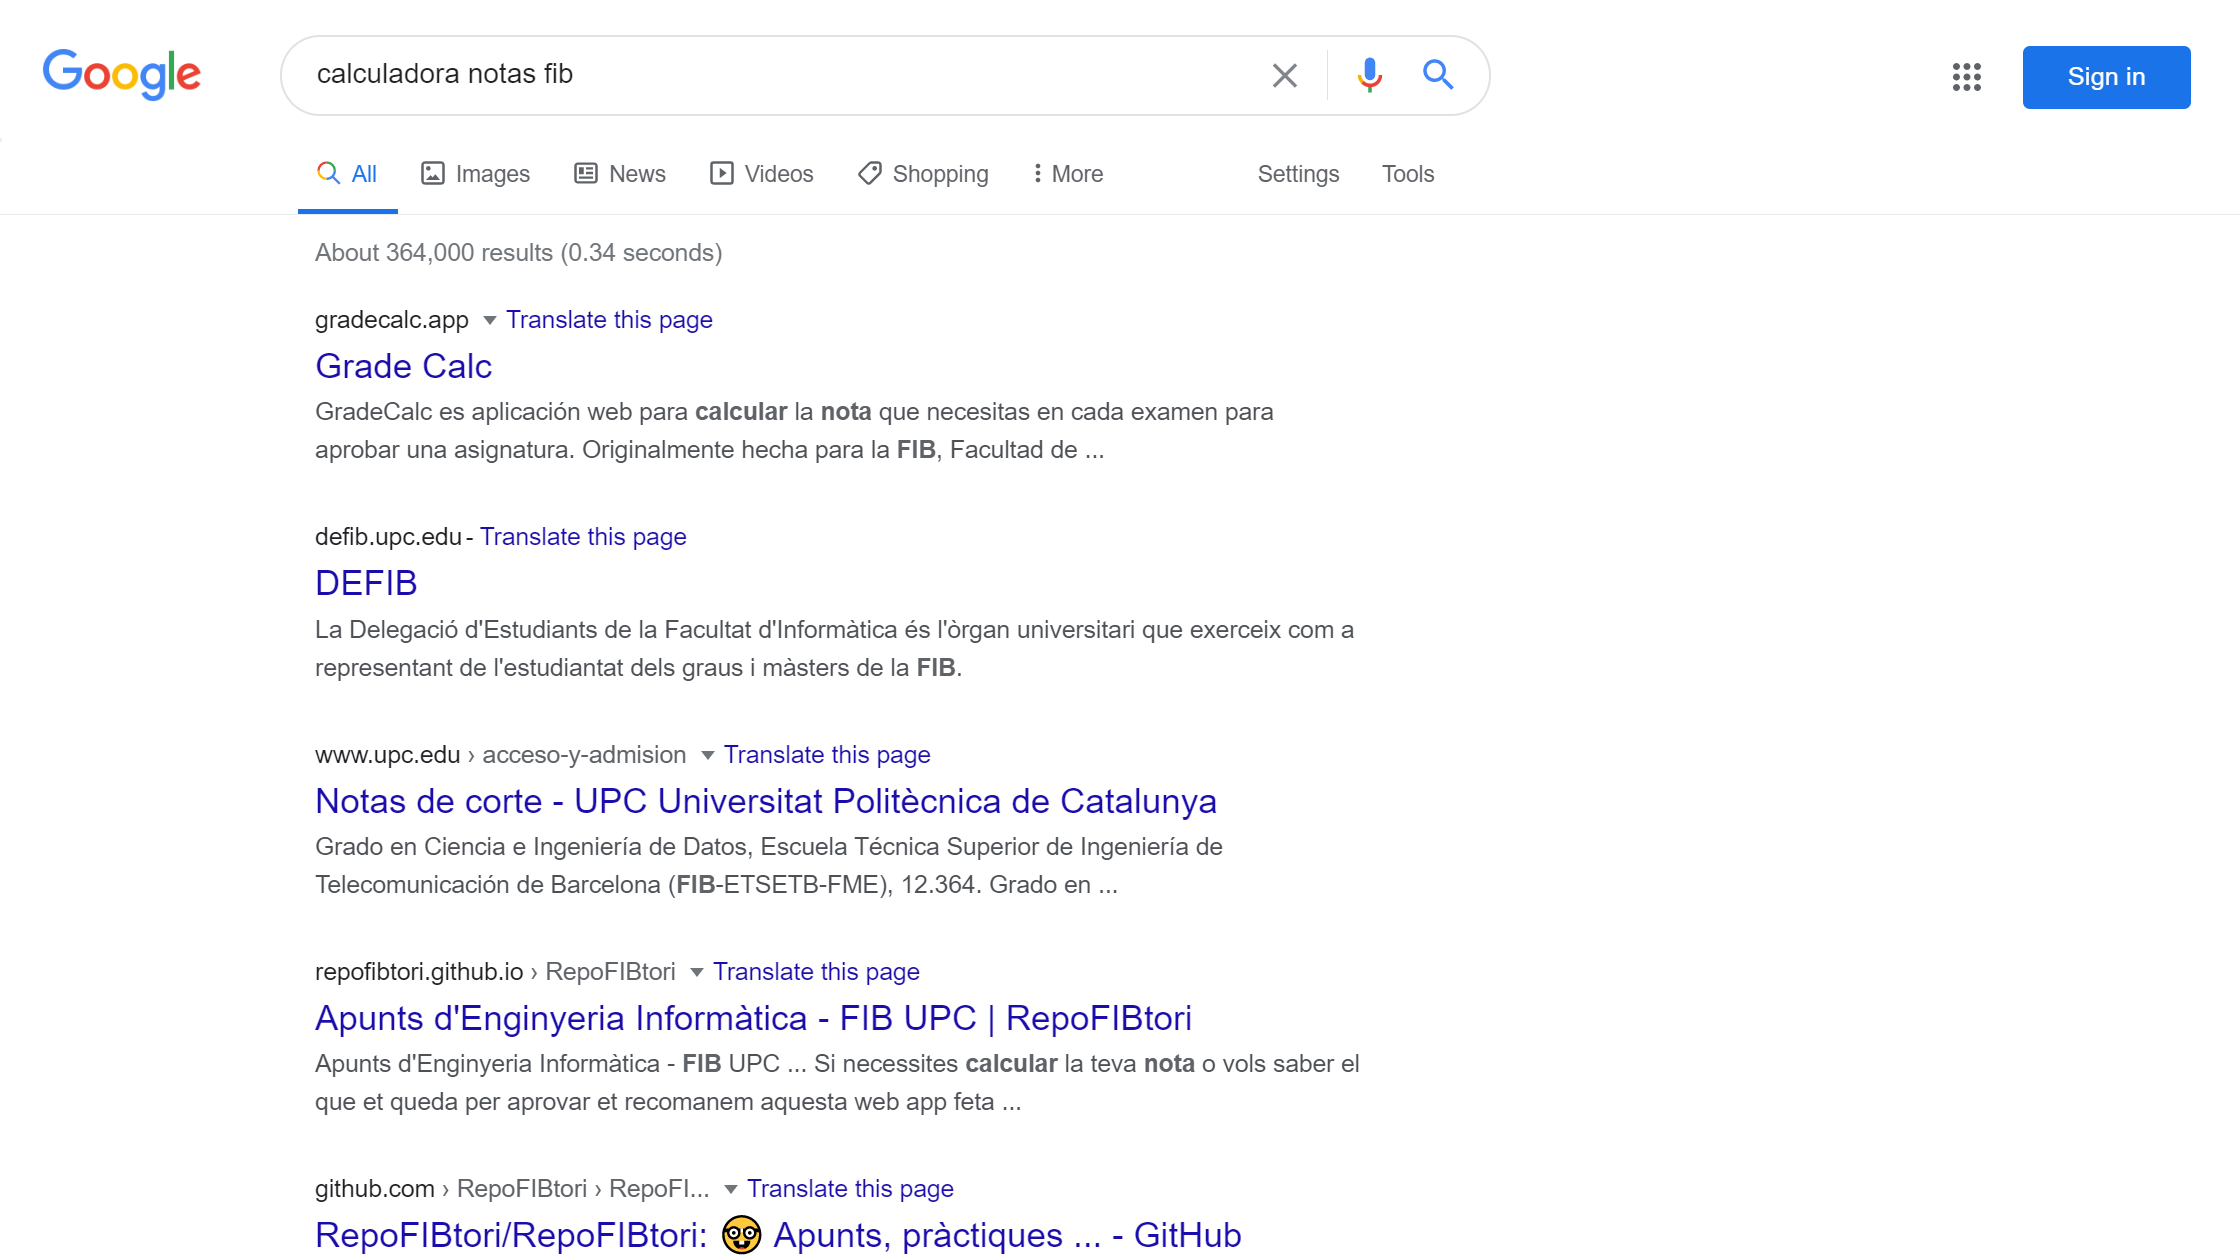 Google
calculadora notas fib
Sign in
All Images News Videos Shopping More Settings Tools
About 364,000 results (0.34 seconds)
gradecalc.app Translate this page
Grade Calc
GradeCalc es aplicación web para calcular la nota que necesitas en cada examen para
aprobar una asignatura. Originalmente hecha para la FIB, Facultad de ...
defib.upc.edu - Translate this page
DEFIB
La Delegació d'Estudiants de la Facultat d'Informàtica és l'òrgan universitari que exerceix com a
representant de l'estudiantat dels graus i màsters de la FIB.
www.upc.edu › acceso-y-admision Translate this page
Notas de corte - UPC Universitat Politècnica de Catalunya
Grado en Ciencia e Ingeniería de Datos, Escuela Técnica Superior de Ingeniería de
Telecomunicación de Barcelona (FIB-ETSETB-FME), 12.364. Grado en ...
repofibtori.github.io › RepoFIBtori Translate this page
Apunts d'Enginyeria Informàtica - FIB UPC | RepoFIBtori
Apunts d'Enginyeria Informàtica - FIB UPC ... Si necessites calcular la teva nota o vols saber el
que et queda per aprovar et recomanem aquesta web app feta ...
github.com › RepoFIBtori › RepoFI... Translate this page
RepoFIBtori/RepoFIBtori: 🤓 Apunts, pràctiques ... - GitHub